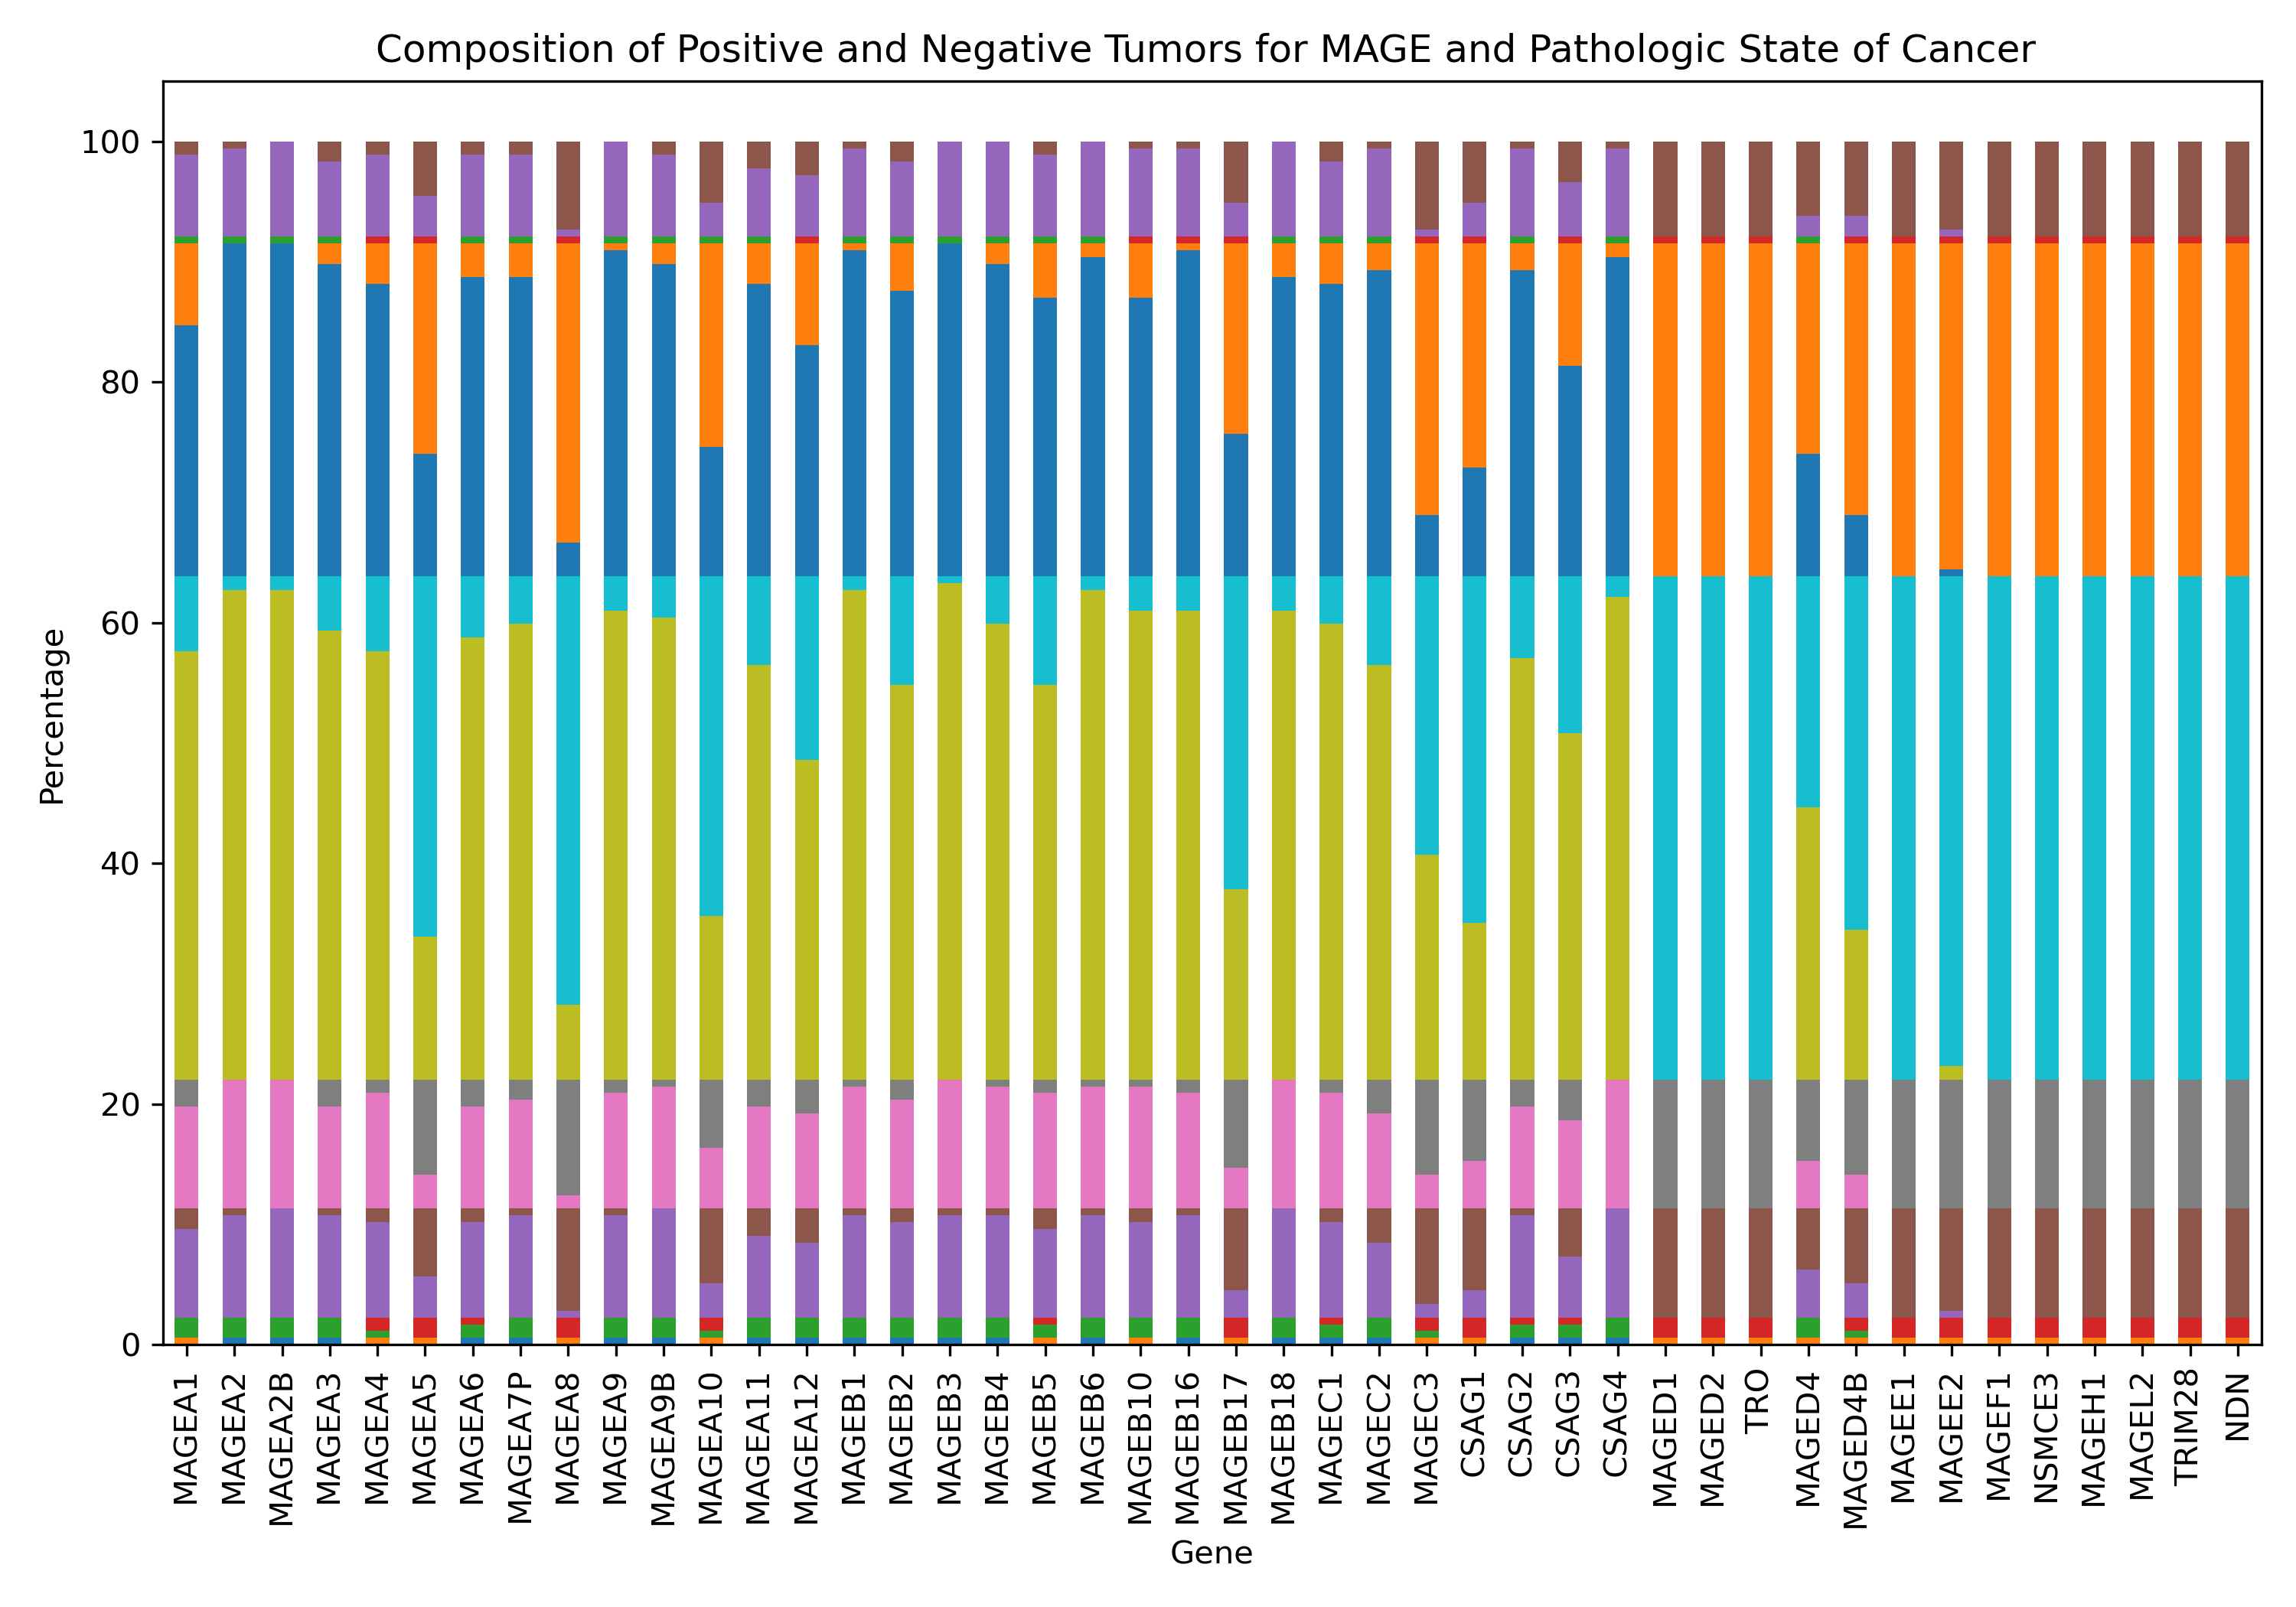 Composition of Positive and Negative Tumors for MAGE and Pathologic State of Cancer
100
80
60
40
20
0
Percentage
MAGEA1
MAGEA2
MAGEA2B
MAGEA3
MAGEA4
MAGEA5
MAGEA6
MAGEA7P
MAGEA8
MAGEA9
MAGEA9B
MAGEA10
MAGEA11
MAGEA12
MAGEB1
MAGEB2
MAGEB3
MAGEB4
MAGEB5
MAGEB6
MAGEB10
MAGEB16
MAGEB17
MAGEB18
MAGEC1
MAGEC2
MAGEC3
CSAG1
CSAG2
CSAG3
CSAG4
MAGED1
MAGED2
TRO
MAGED4
MAGED4B
MAGEE1
MAGEE2
MAGEF1
NSMCE3
MAGEH1
MAGEL2
TRIM28
NDN
Gene